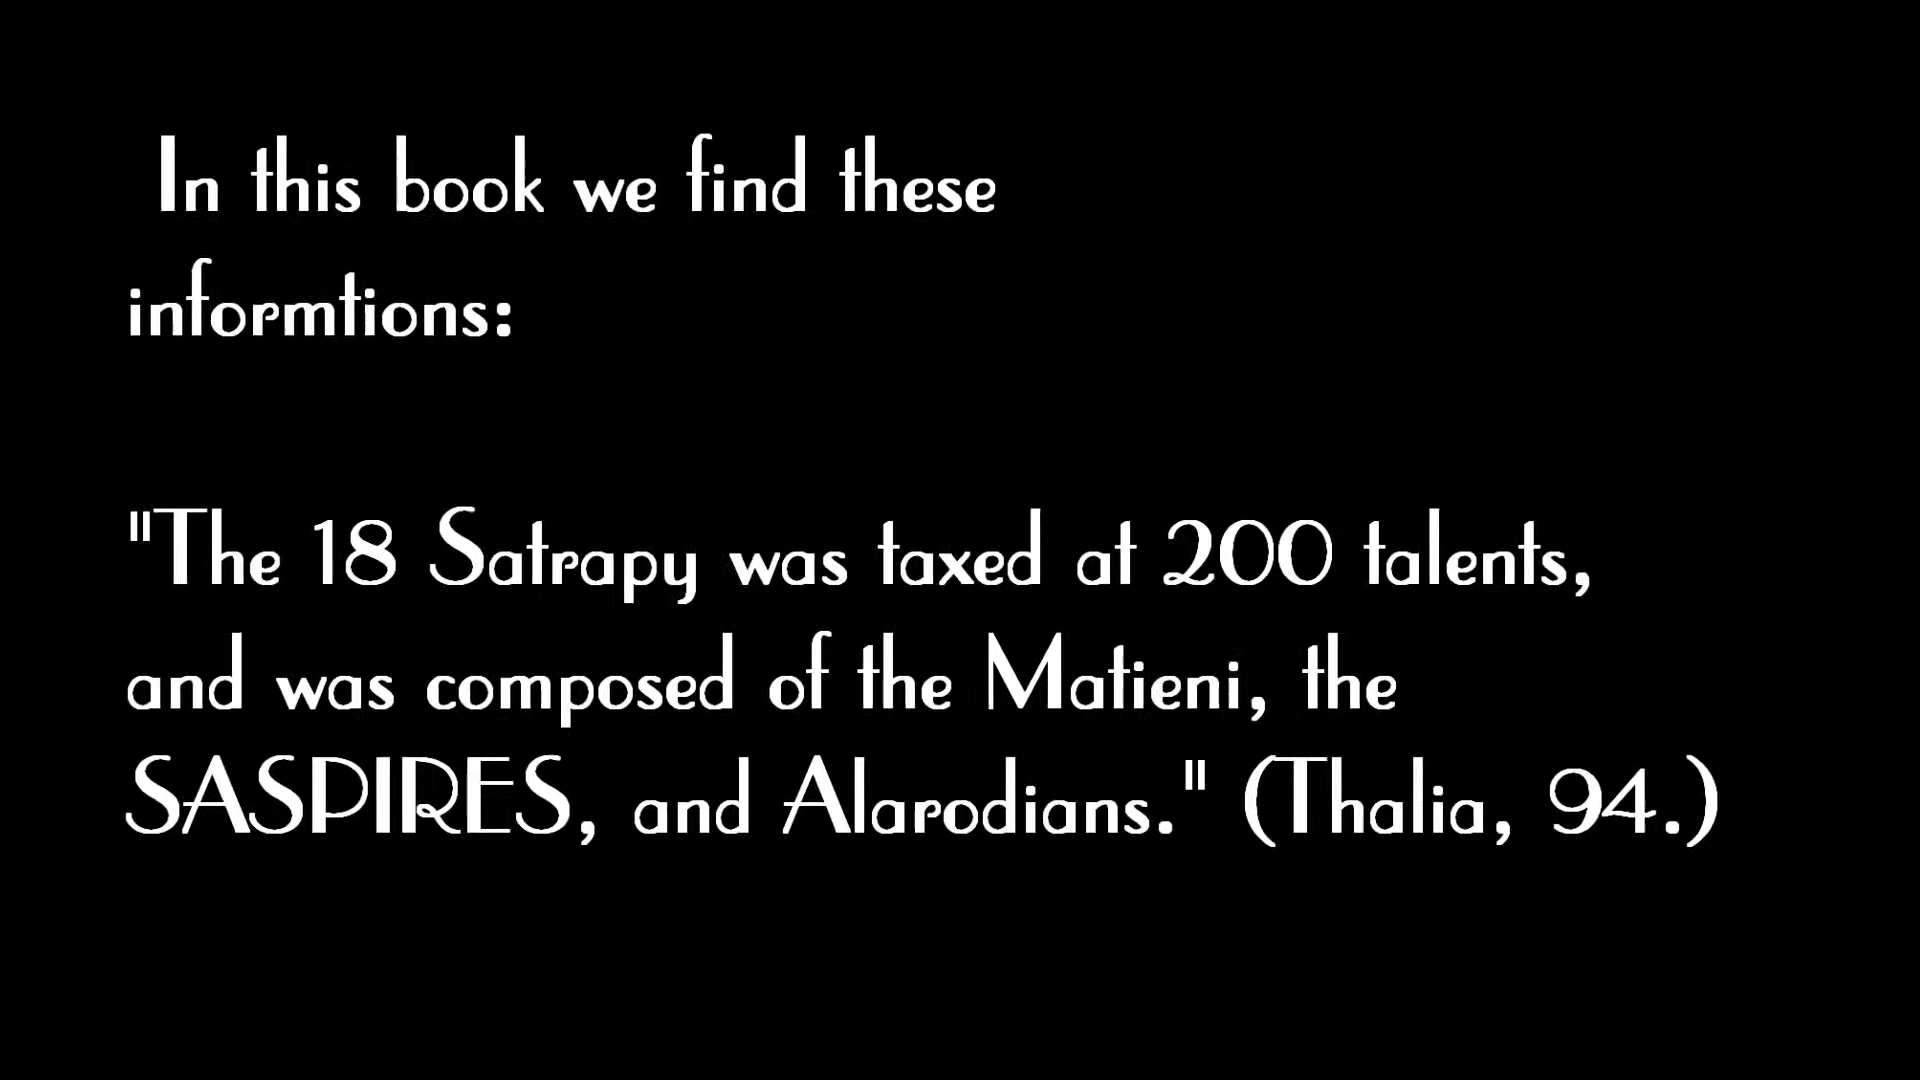 In this book we find these
informtions:
"The 18 Satrapy was taxed at 200 talents,
and was composed of the Matieni, the
SASPIRES, and Alarodians." (Thalia, 94.)